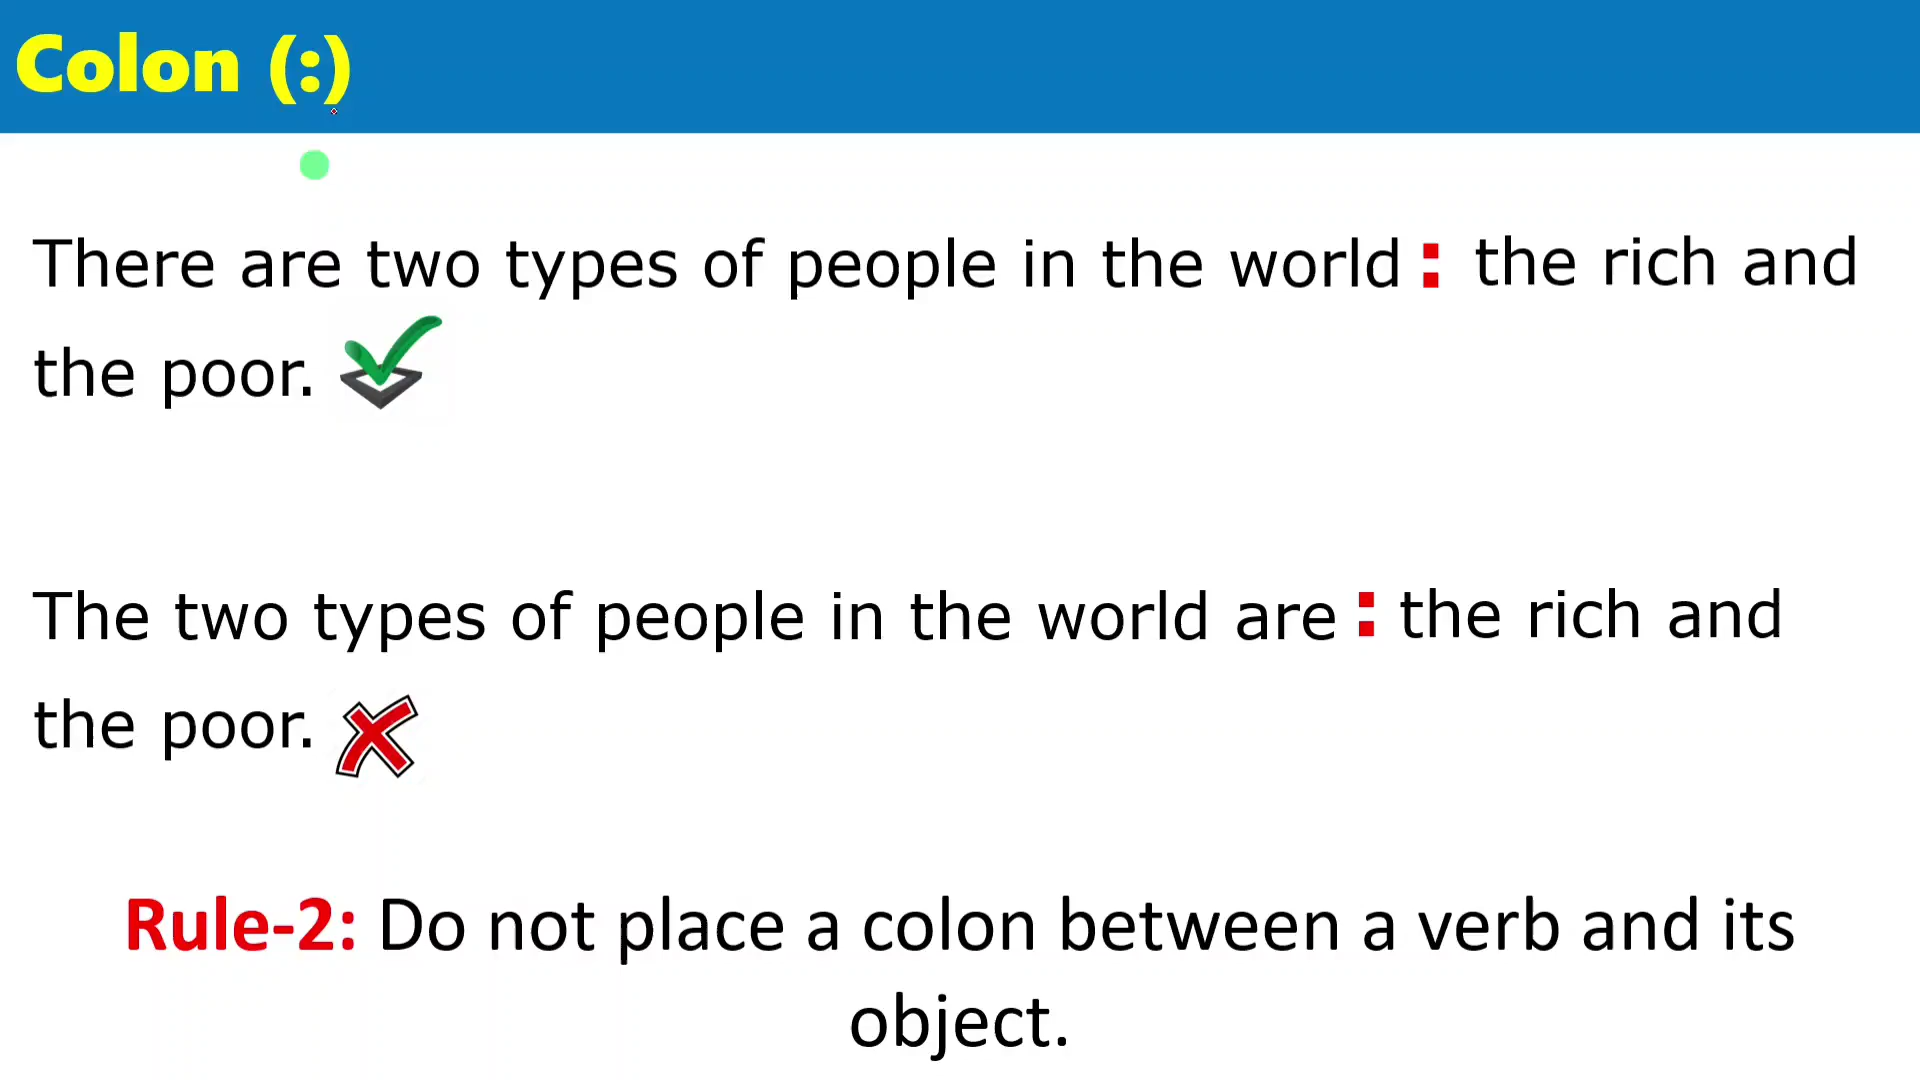 Colon (:)
There are two types of people in the world : the rich and
the poor.
The two types of people in the world are : the rich and
the poor.
Rule-2: Do not place a colon between a verb and its
object.